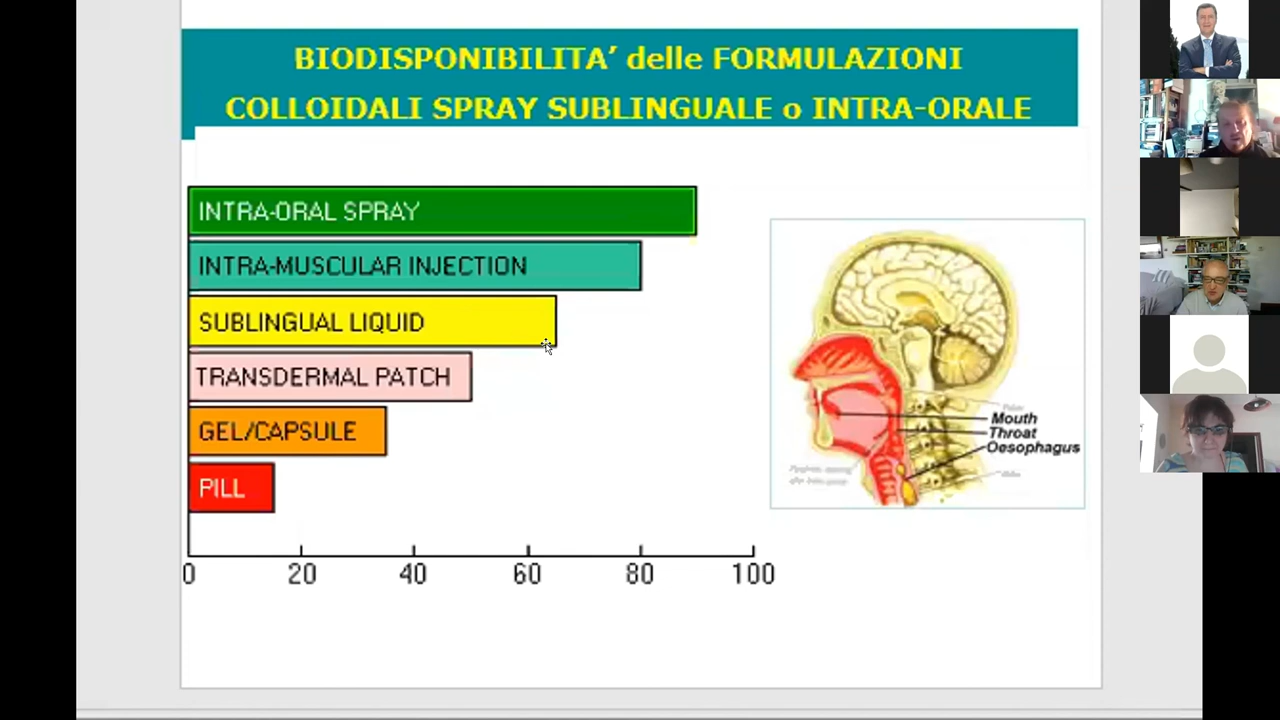 BIODISPONIBILITA’ delle FORMULAZIONI
COLLOIDALI SPRAY SUBLINGUALE o INTRA-ORALE
INTRA-ORAL SPRAY
INTRA-MUSCULAR INJECTION
SUBLINGUAL LIQUID
TRANSDERMAL PATCH
GEL/CAPSULE
PILL
0 20 40 60 80 100
Mouth
Throat
Oesophagus